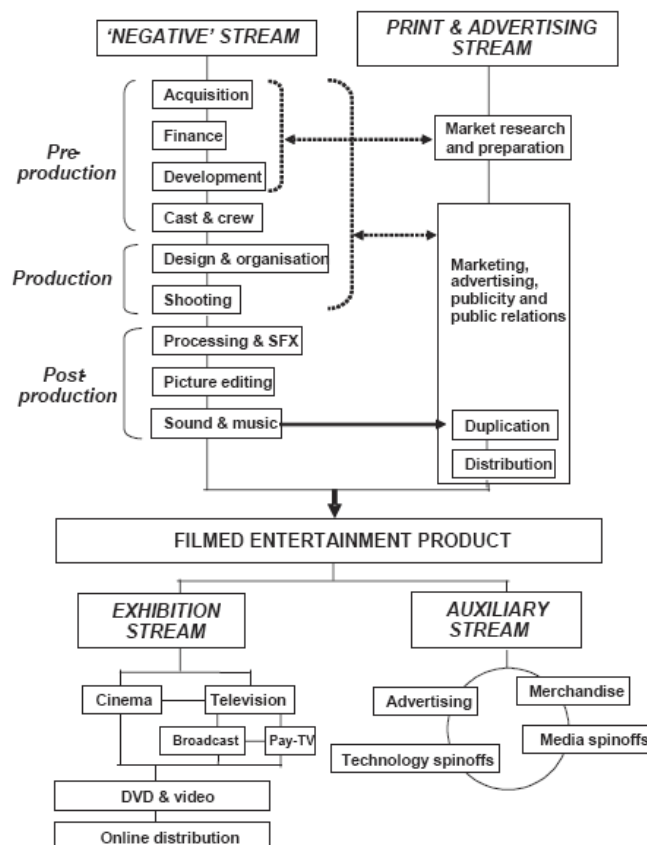 'NEGATIVE' STREAM
PRINT & ADVERTISING
STREAM
Pre-
production
Acquisition
Finance
Development
Cast & crew
Market research
and preparation
Production
Design & organisation
Shooting
Marketing,
advertising,
publicity and
public relations
Post-
production
Processing & SFX
Picture editing
Sound & music
Duplication
Distribution
FILMED ENTERTAINMENT PRODUCT
EXHIBITION
STREAM
Cinema
Television
Broadcast
Pay-TV
DVD & video
Online distribution
AUXILIARY
STREAM
Advertising
Merchandise
Technology spinoffs
Media spinoffs